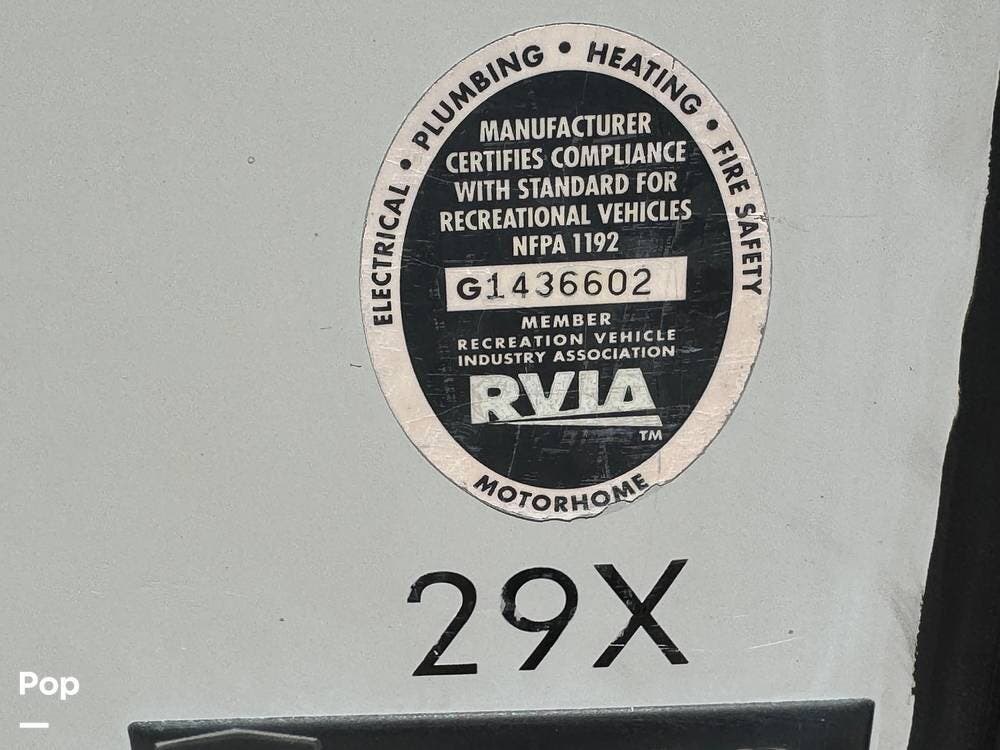 ELECTRICAL • PLUMBING • HEATING • FIRE SAFETY
MANUFACTURER
CERTIFIES COMPLIANCE
WITH STANDARD FOR
RECREATIONAL VEHICLES
NFPA 1192
G1436602
MEMBER
RECREATION VEHICLE
INDUSTRY ASSOCIATION
RVIA
TM
MOTORHOME
29X
Pop